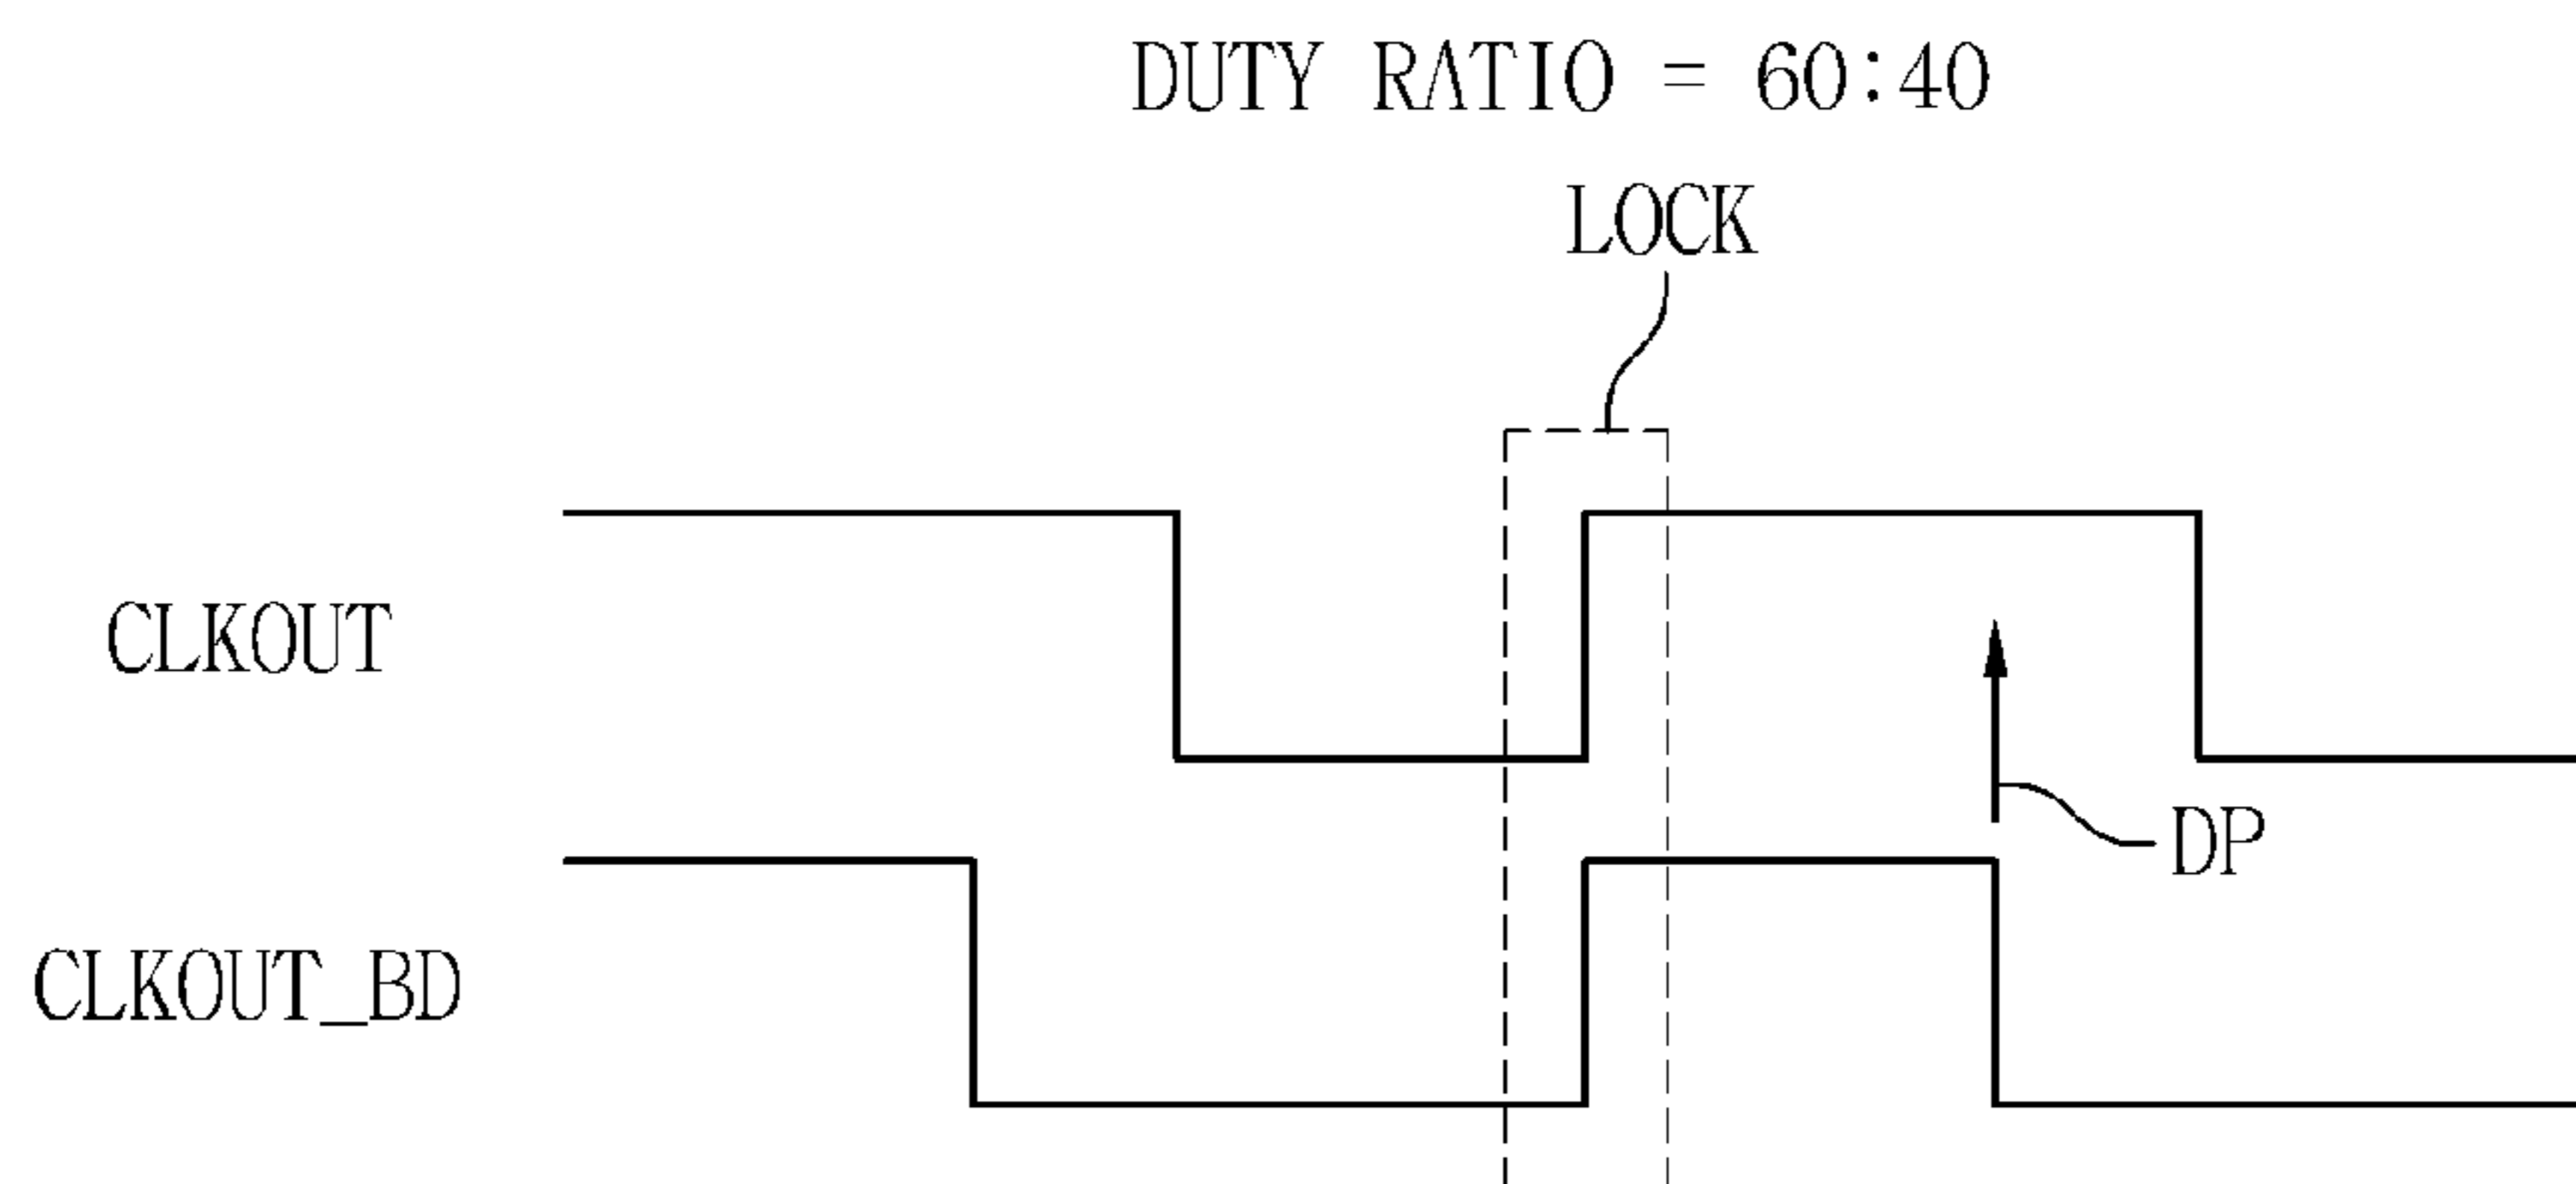 DUTY RATIO = 60:40
LOCK
CLKOUT
DP
CLKOUT_BD